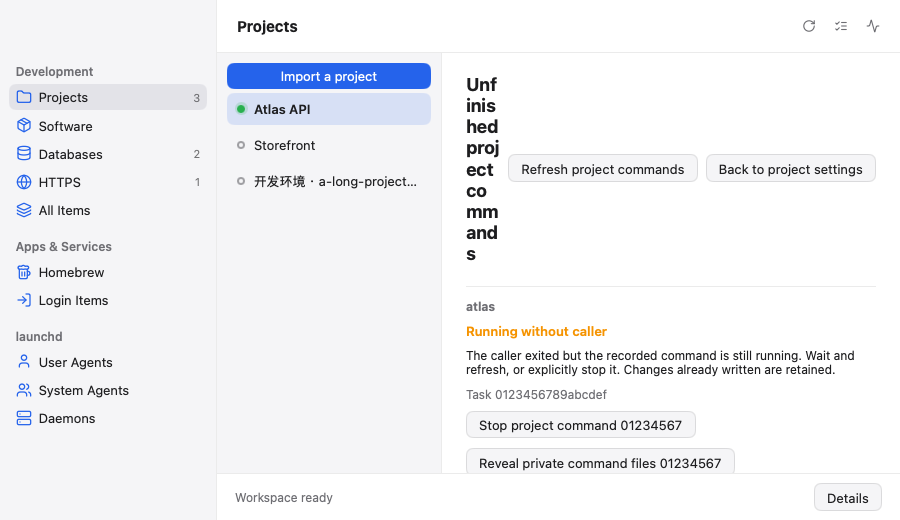 Projects
Development
Projects 3
Software
Databases 2
HTTPS 1
All Items
Apps & Services
Homebrew
Login Items
launchd
User Agents
System Agents
Daemons
Import a project
Atlas API
Storefront
开发环境 · a-long-project...
Unf
inis
hed
proj
ect
co
mm
and
s
Refresh project commands
Back to project settings
atlas
Running without caller
The caller exited but the recorded command is still running. Wait and
refresh, or explicitly stop it. Changes already written are retained.
Task 0123456789abcdef
Stop project command 01234567
Reveal private command files 01234567
Workspace ready
Details